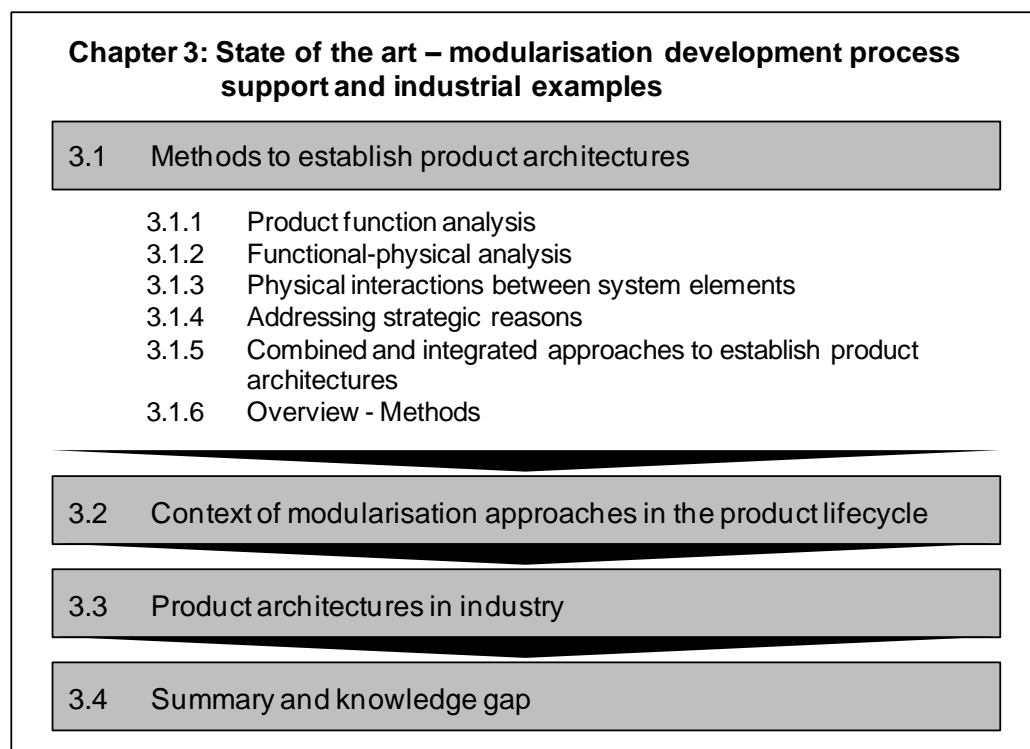 Chapter 3: State of the art – modularisation development process
support and industrial examples
3.1 Methods to establish product architectures
3.1.1 Product function analysis
3.1.2 Functional-physical analysis
3.1.3 Physical interactions between system elements
3.1.4 Addressing strategic reasons
3.1.5 Combined and integrated approaches to establish product
architectures
3.1.6 Overview - Methods
3.2 Context of modularisation approaches in the product lifecycle
3.3 Product architectures in industry
3.4 Summary and knowledge gap